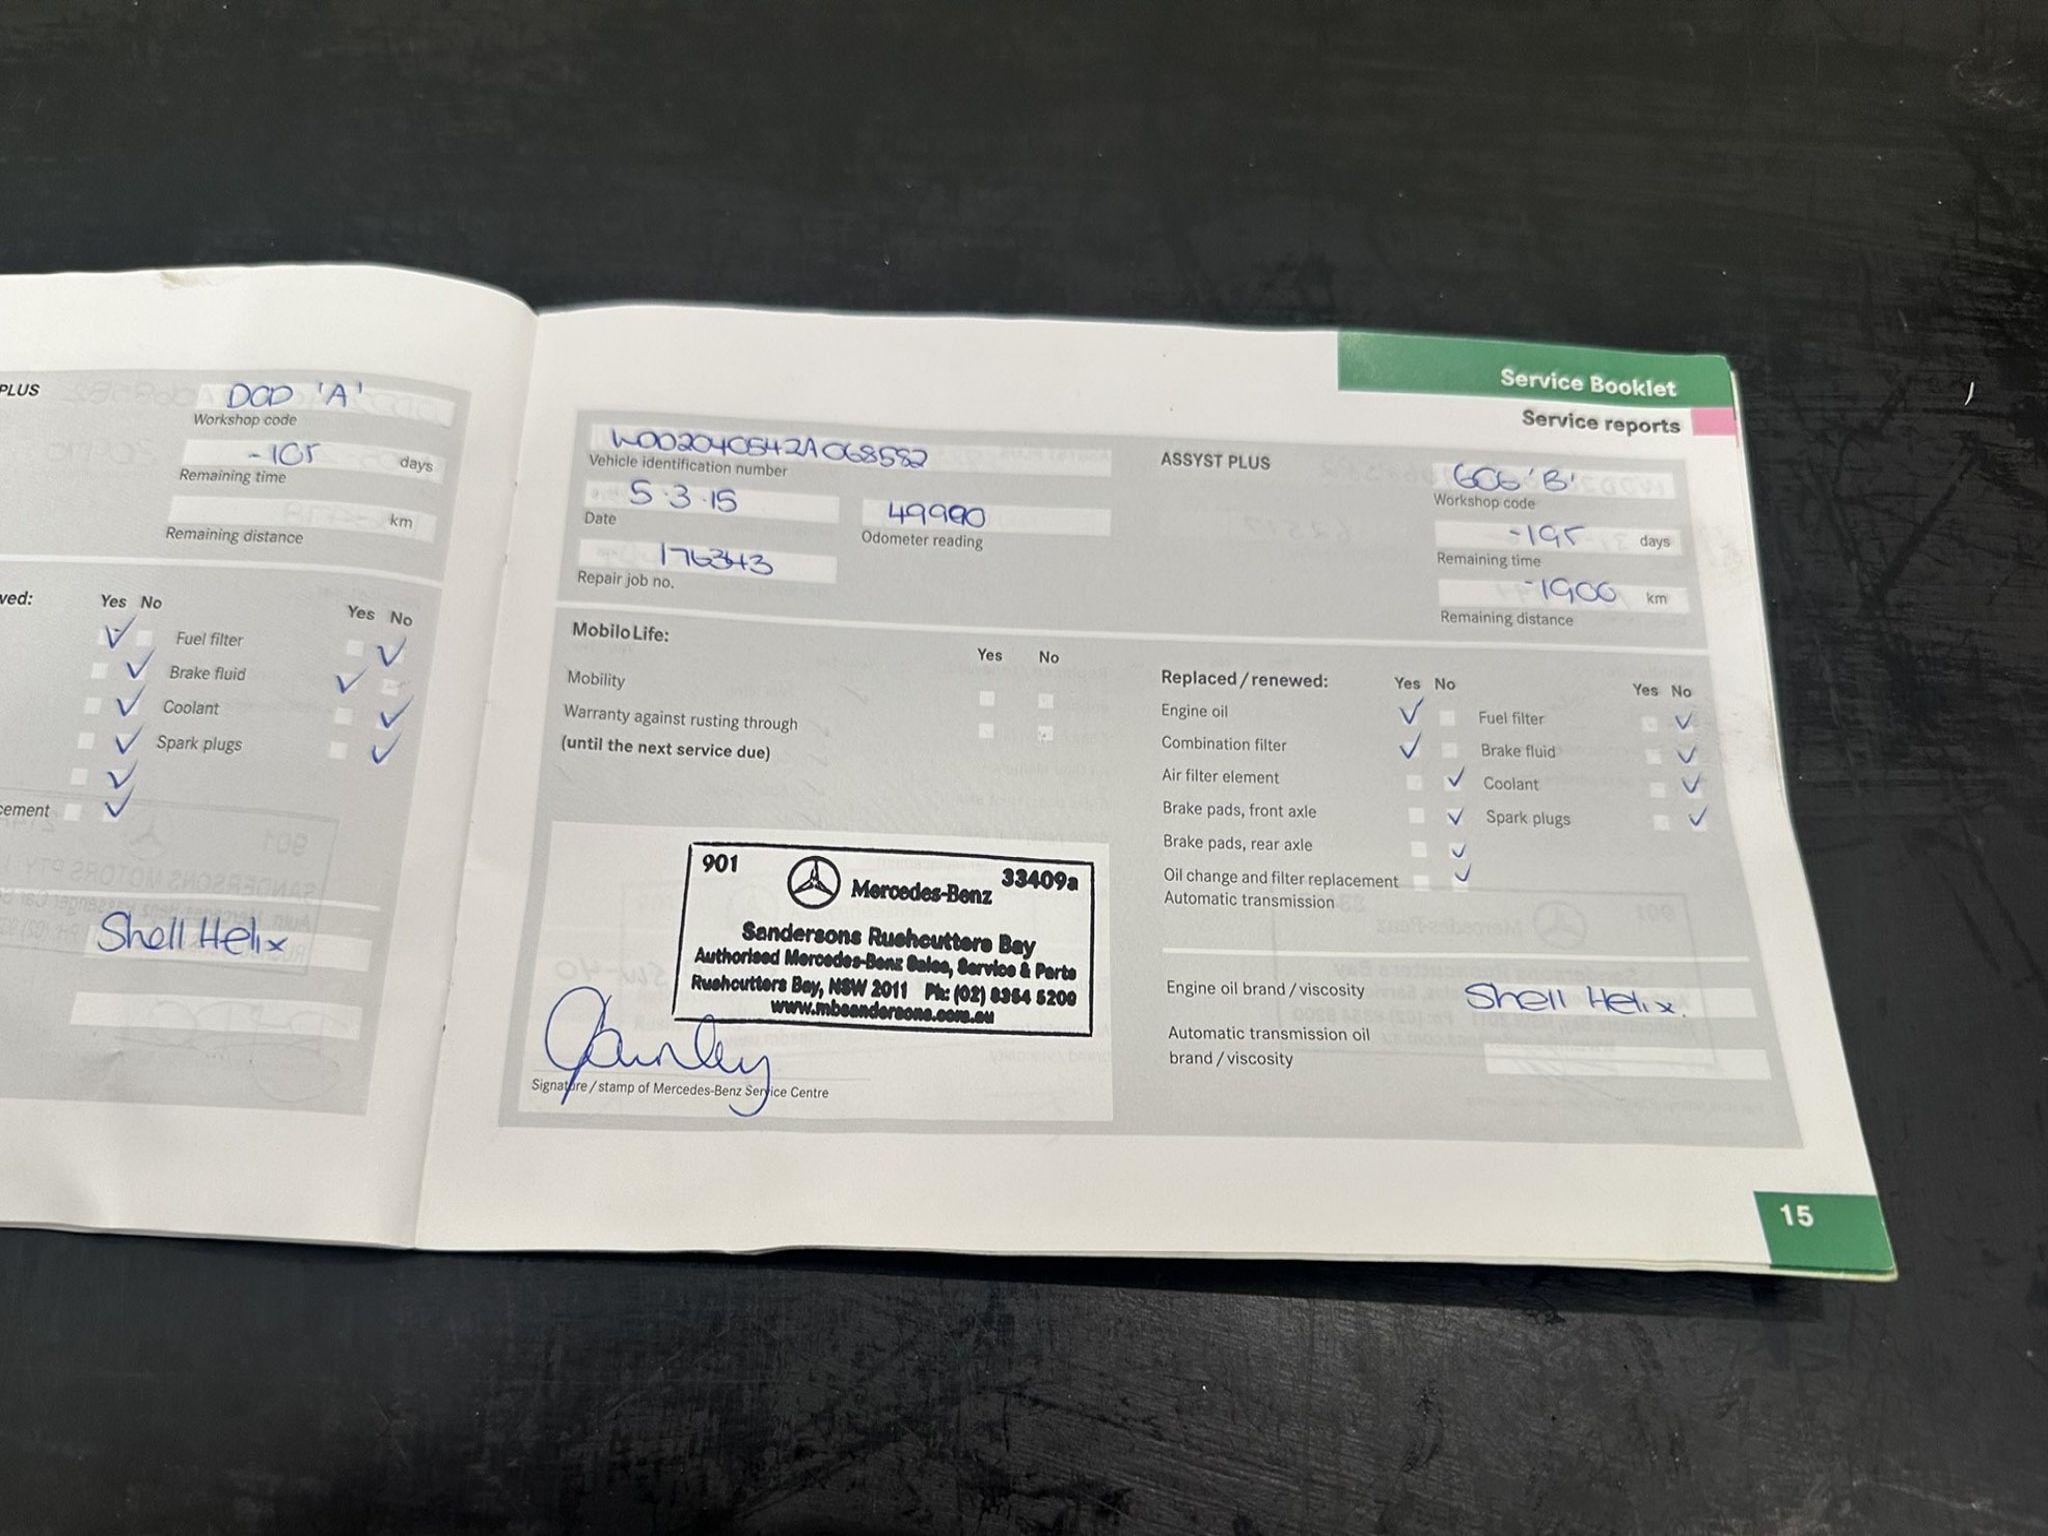 PLUS
DCD 'A'
Workshop code
-105 days
Remaining time
km
Remaining distance
Yes No
Yes No
Fuel filter
Brake fluid
Coolant
Spark plugs
Shell Helix
Service Booklet
Service reports
WDD2040542A068582
Vehicle identification number
5.3.15
Date
49990
Odometer reading
176343
Repair job no.
ASSYST PLUS
GCG 'B'
Workshop code
-195 days
Remaining time
-1900 km
Remaining distance
MobiloLife:
Yes No
Mobility
Warranty against rusting through
(until the next service due)
Replaced/renewed: Yes No
Yes No
Engine oil
Fuel filter
Combination filter
Brake fluid
Air filter element
Coolant
Brake pads, front axle
Spark plugs
Brake pads, rear axle
Oil change and filter replacement
Automatic transmission
901
Mercedes-Benz
33409a
Sandersons Rushcutters Bay
Authorised Mercedes-Benz Sales, Service & Parts
Rushcutters Bay, NSW 2011 Ph: (02) 8354 5200
www.mbsandersons.com.au
Signature/stamp of Mercedes-Benz Service Centre
Engine oil brand/viscosity
Shell Helix.
Automatic transmission oil
brand/viscosity
15